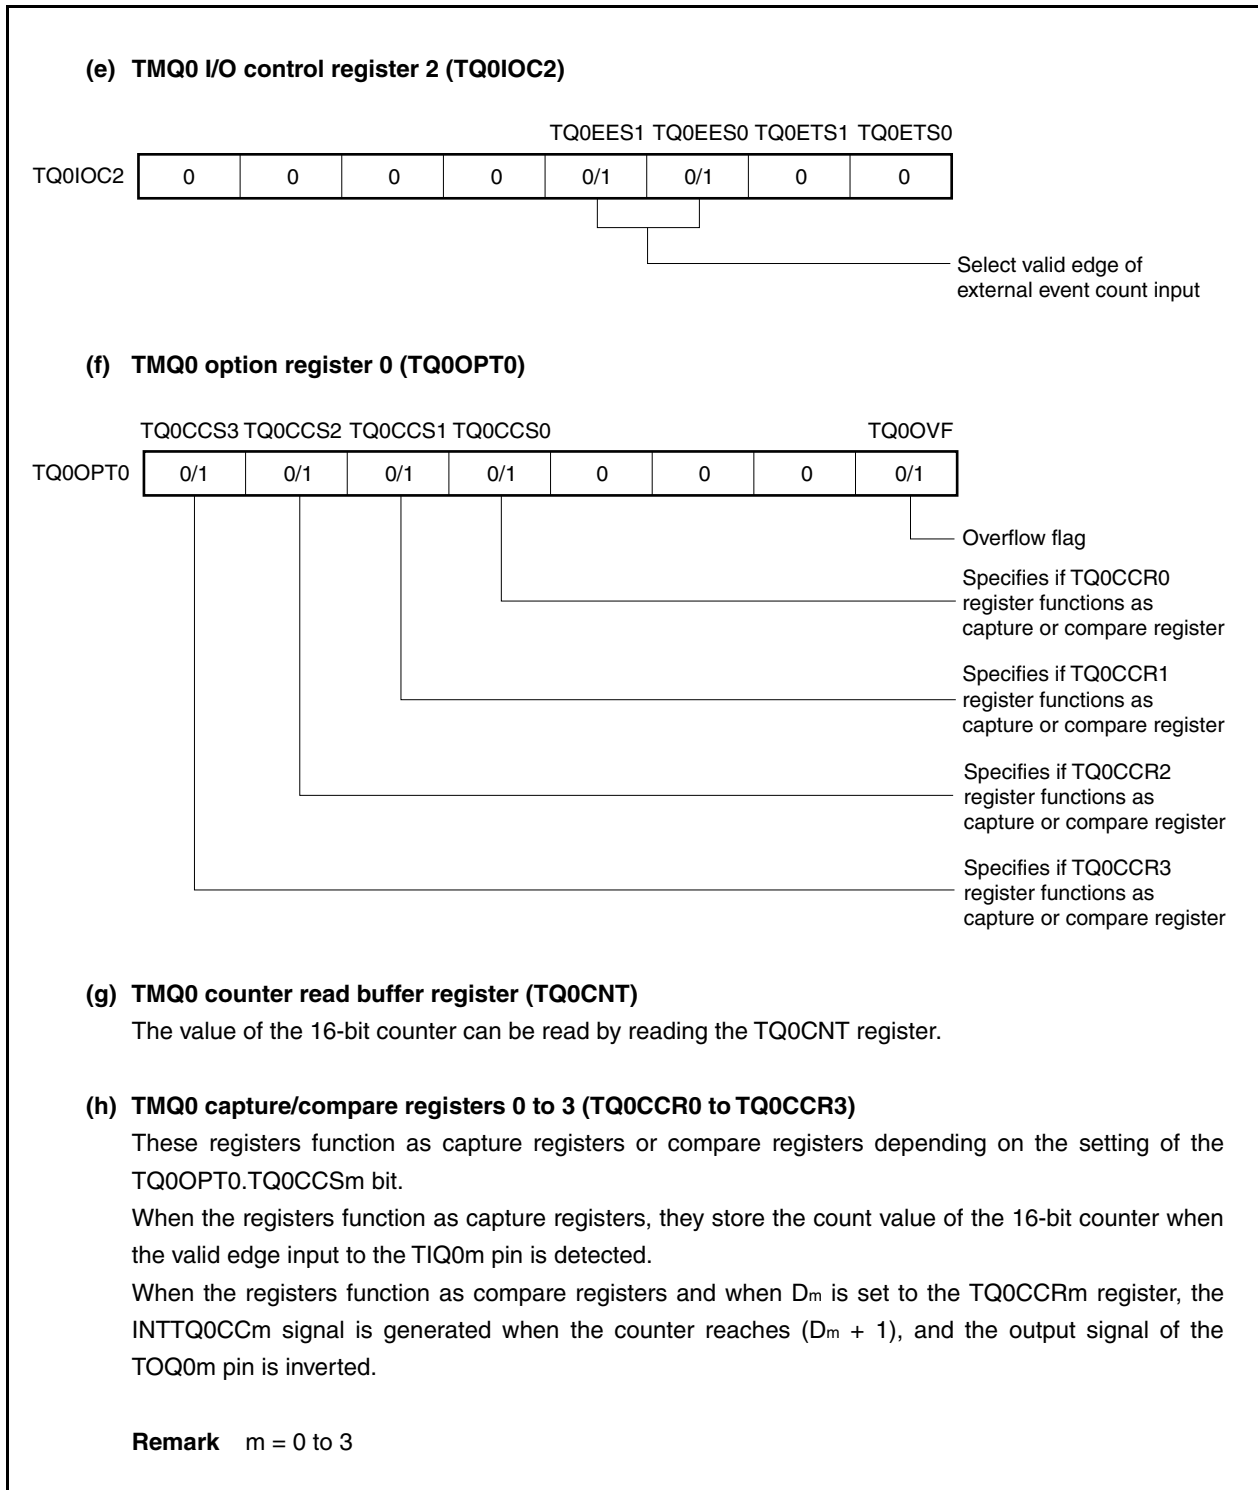 (e) TMQ0 I/O control register 2 (TQ0IOC2)
TQ0EES1 TQ0EES0 TQ0ETS1 TQ0ETS0
TQ0IOC2 0 0 0 0 0/1 0/1 0 0
Select valid edge of
external event count input
(f) TMQ0 option register 0 (TQ0OPT0)
TQ0CCS3 TQ0CCS2 TQ0CCS1 TQ0CCS0 TQ0OVF
TQ0OPT0 0/1 0/1 0/1 0/1 0 0 0 0/1
Overflow flag
Specifies if TQ0CCR0
register functions as
capture or compare register
Specifies if TQ0CCR1
register functions as
capture or compare register
Specifies if TQ0CCR2
register functions as
capture or compare register
Specifies if TQ0CCR3
register functions as
capture or compare register
(g) TMQ0 counter read buffer register (TQ0CNT)
The value of the 16-bit counter can be read by reading the TQ0CNT register.
(h) TMQ0 capture/compare registers 0 to 3 (TQ0CCR0 to TQ0CCR3)
These registers function as capture registers or compare registers depending on the setting of the
TQ0OPT0.TQ0CCSm bit.
When the registers function as capture registers, they store the count value of the 16-bit counter when
the valid edge input to the TIQ0m pin is detected.
When the registers function as compare registers and when Dm is set to the TQ0CCRm register, the
INTTQ0CCm signal is generated when the counter reaches (Dm + 1), and the output signal of the
TOQ0m pin is inverted.
Remark m = 0 to 3